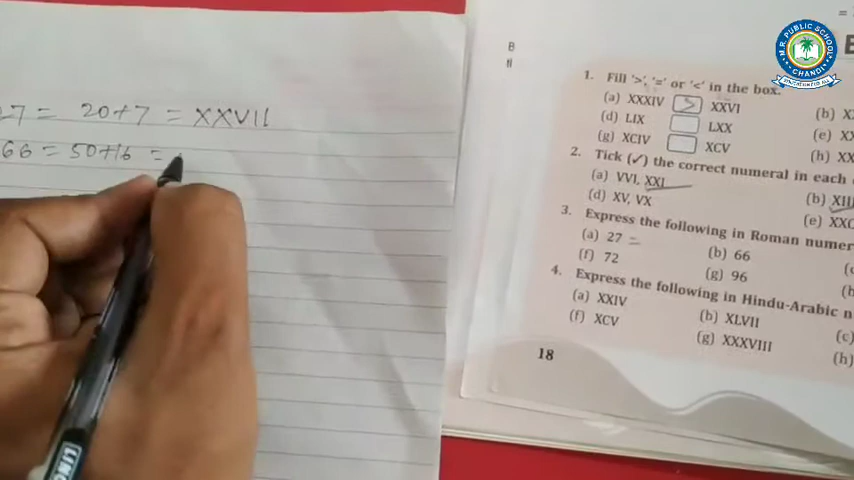 27 = 20+7 = XXVII
66 = 50+16 =
B
1. Fill '>', '=' or '<' in the box.
(a) XXXIV > XXVI (b)
(d) LIX LXX (e)
(g) XCIV XCV (h)
2. Tick (✓) the correct numeral in each
(a) VVI, XXI (b)
(d) XV, VX (e)
3. Express the following in Roman numer
(a) 27 = (b) 66
(f) 72 (g) 96
4. Express the following in Hindu-Arabic n
(a) XXIV (b) XLVII (c)
(f) XCV (g) XXXVIII (h)
18
N.R. PUBLIC SCHOOL
CHANDI